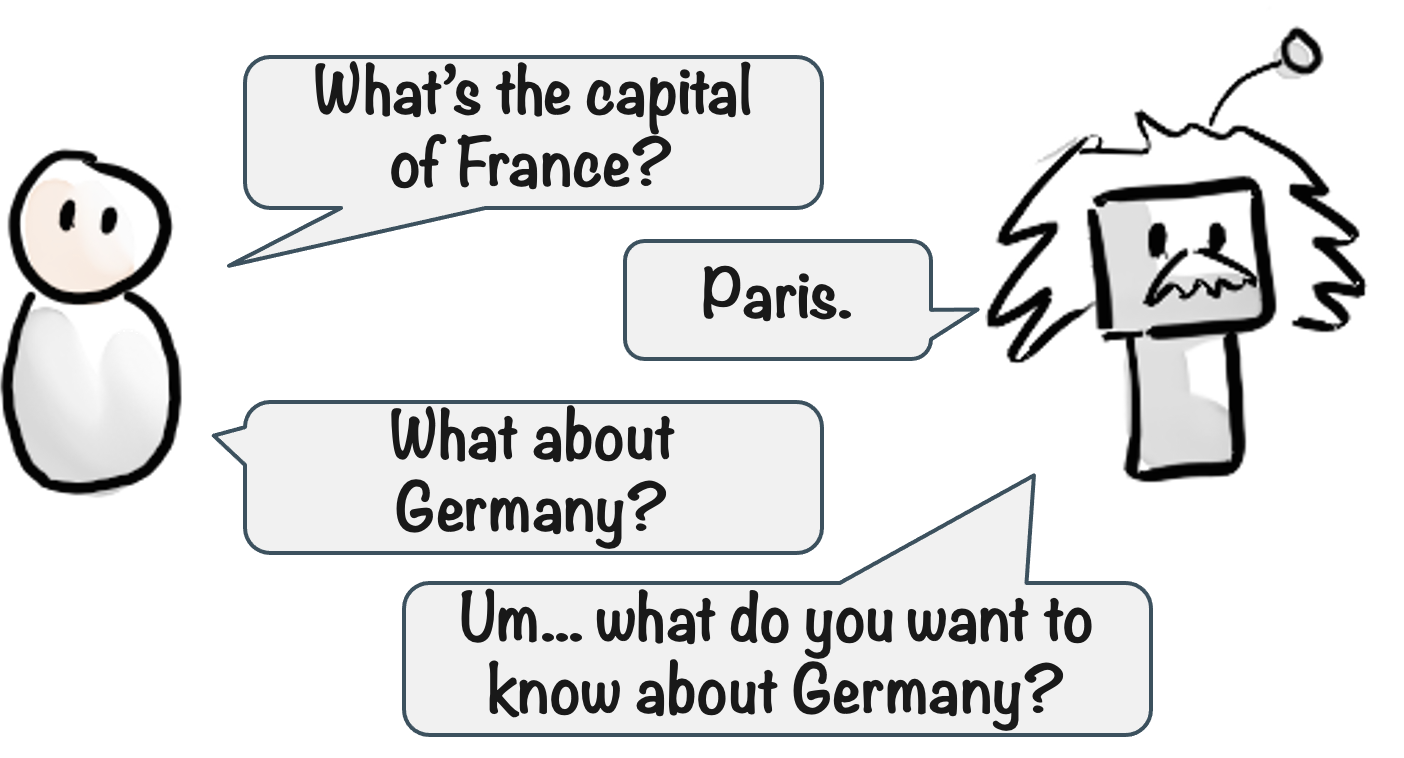 What’s the capital
of France?
Paris.
What about
Germany?
Um... what do you want to
know about Germany?